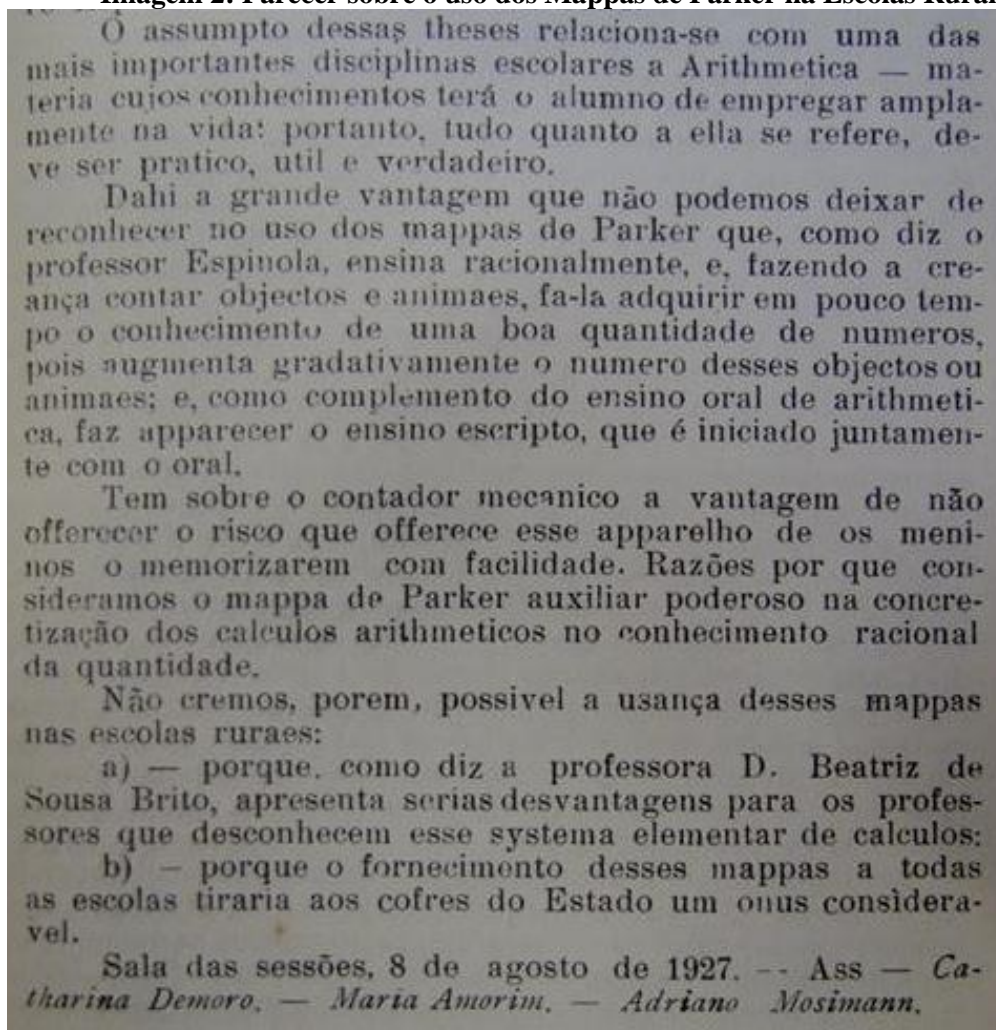 Imagem 2: Parecer sobre o uso dos Mappas de Parker na Escolas Rurai
O assumpto dessas theses relaciona-se com uma das
mais importantes disciplinas escolares a Arithmetica — ma-
teria cujos conhecimentos terá o alumno de empregar ampla-
mente na vida: portanto, tudo quanto a ella se refere, de-
ve ser pratico, util e verdadeiro.
Dahi a grande vantagem que não podemos deixar de
reconhecer no uso dos mappas de Parker que, como diz o
professor Espinola, ensina racionalmente, e, fazendo a cre-
ança contar objectos e animaes, fa-la adquirir em pouco tem-
po o conhecimento de uma boa quantidade de numeros,
pois augmenta gradativamente o numero desses objectos ou
animaes; e, como complemento do ensino oral de arithmeti-
ca, faz apparecer o ensino escripto, que é iniciado juntamen-
te com o oral.
Tem sobre o contador mecanico a vantagem de não
offerecer o risco que offerece esse apparelho de os meni-
nos o memorizarem com facilidade. Razões por que con-
sideramos o mappa de Parker auxiliar poderoso na concre-
tização dos calculos arithmeticos no conhecimento racional
da quantidade.
Não cremos, porem, possivel a usança desses mappas
nas escolas ruraes:
a) — porque, como diz a professora D. Beatriz de
Sousa Brito, apresenta serias desvantagens para os profes-
sores que desconhecem esse systema elementar de calculos;
b) — porque o fornecimento desses mappas a todas
as escolas tiraria aos cofres do Estado um onus considera-
vel.
Sala das sessões, 8 de agosto de 1927. -- Ass — Ca-
tharina Demoro. — Maria Amorim. — Adriano Mosimann.